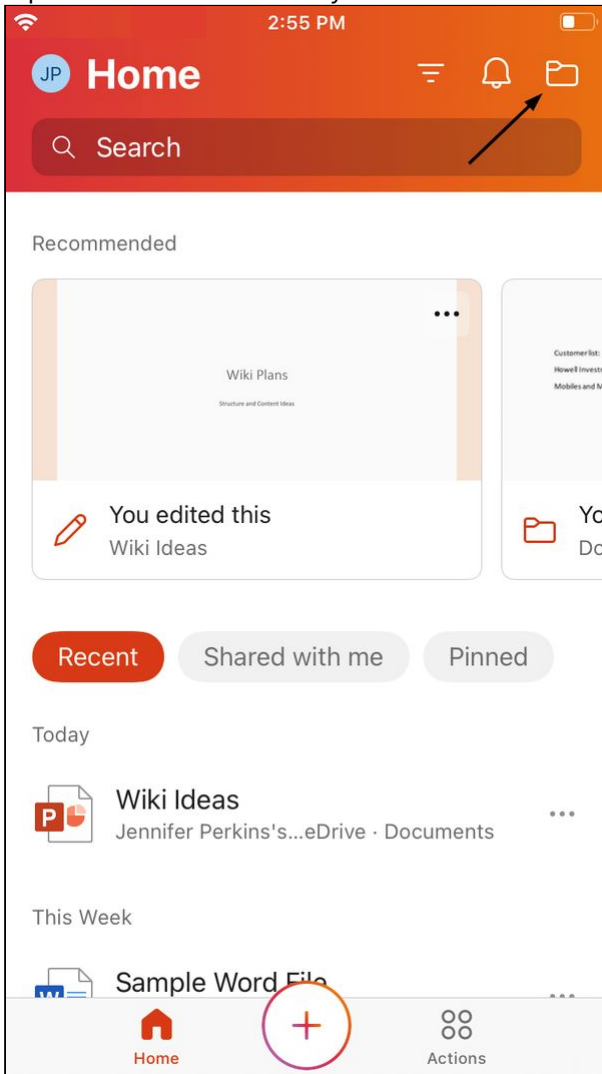 2:55 PM
JP Home
Search
Recommended
Wiki Plans
Structure and Content Ideas
Customer list:
You edited this
Wiki Ideas
Recent Shared with me Pinned
Today
P
Wiki Ideas
Jennifer Perkins's...eDrive · Documents
This Week
Sample Word File
Home Actions